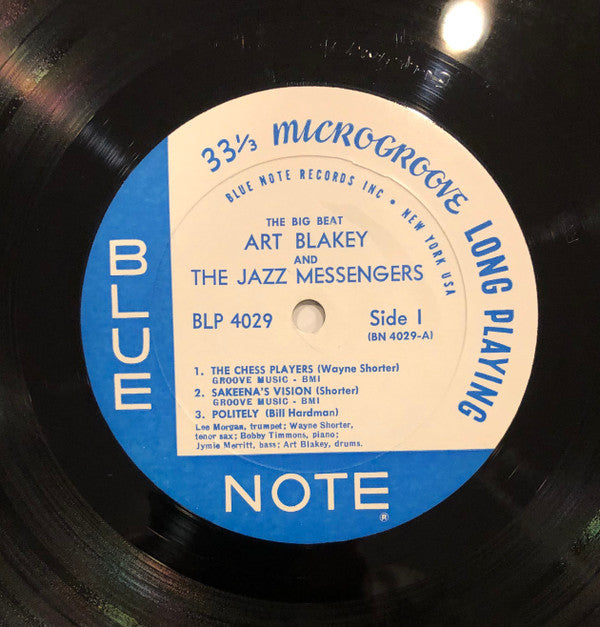 33⅓ MICROGROOVE LONG PLAYING
BLUE NOTE RECORDS INC • NEW YORK USA
THE BIG BEAT
ART BLAKEY
AND
THE JAZZ MESSENGERS
BLP 4029
Side 1
(BN 4029-A)
1. THE CHESS PLAYERS (Wayne Shorter)
GROOVE MUSIC - BMI
2. SAKEENA'S VISION (Shorter)
GROOVE MUSIC - BMI
3. POLITELY (Bill Hardman)
Lee Morgan, trumpet; Wayne Shorter,
tenor sax; Bobby Timmons, piano;
Jymie Merritt, bass; Art Blakey, drums.
BLUE
NOTE
®